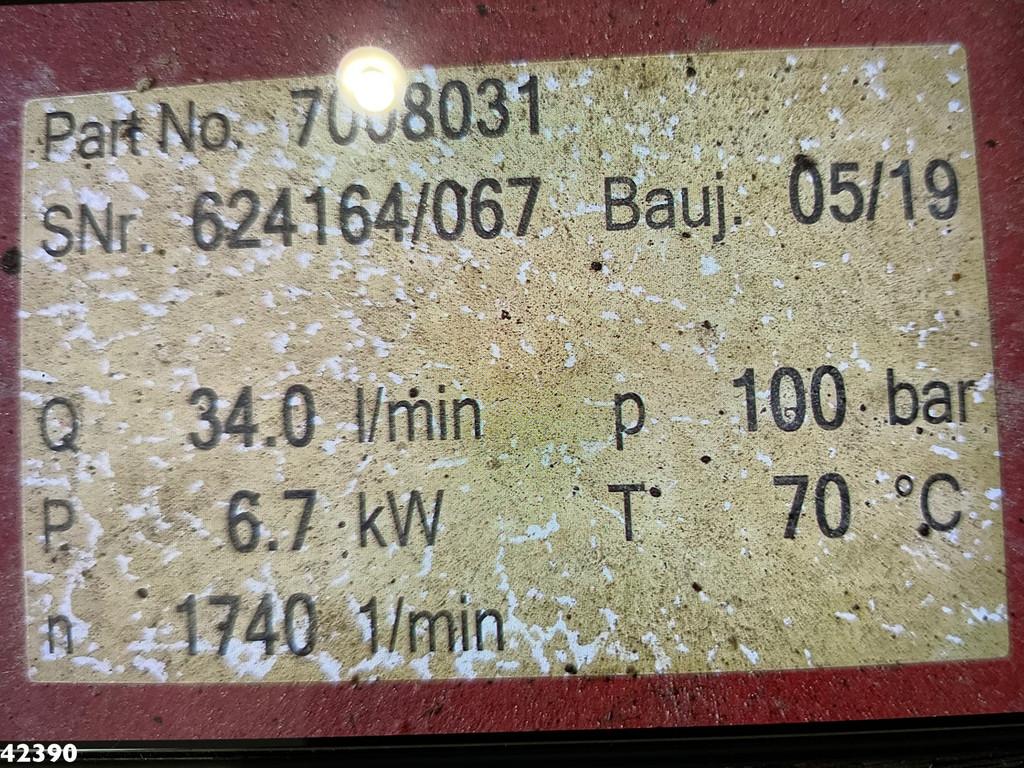 Part No.
SNr. 624164/067 Bauj. 05/19
Q 34.0 l/min p 100 bar
P 6.7 kW T 70 °C
n 1740 1/min
42390